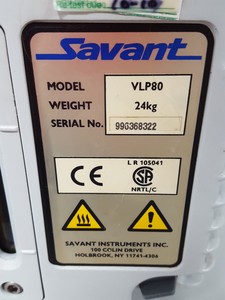 Savant
MODEL VLP80
WEIGHT 24kg
SERIAL No. 990368322
CE
L R 105041
SA
NRTL/C
SAVANT INSTRUMENTS INC.
100 COLIN DRIVE
HOLBROOK, NY 11741-4306